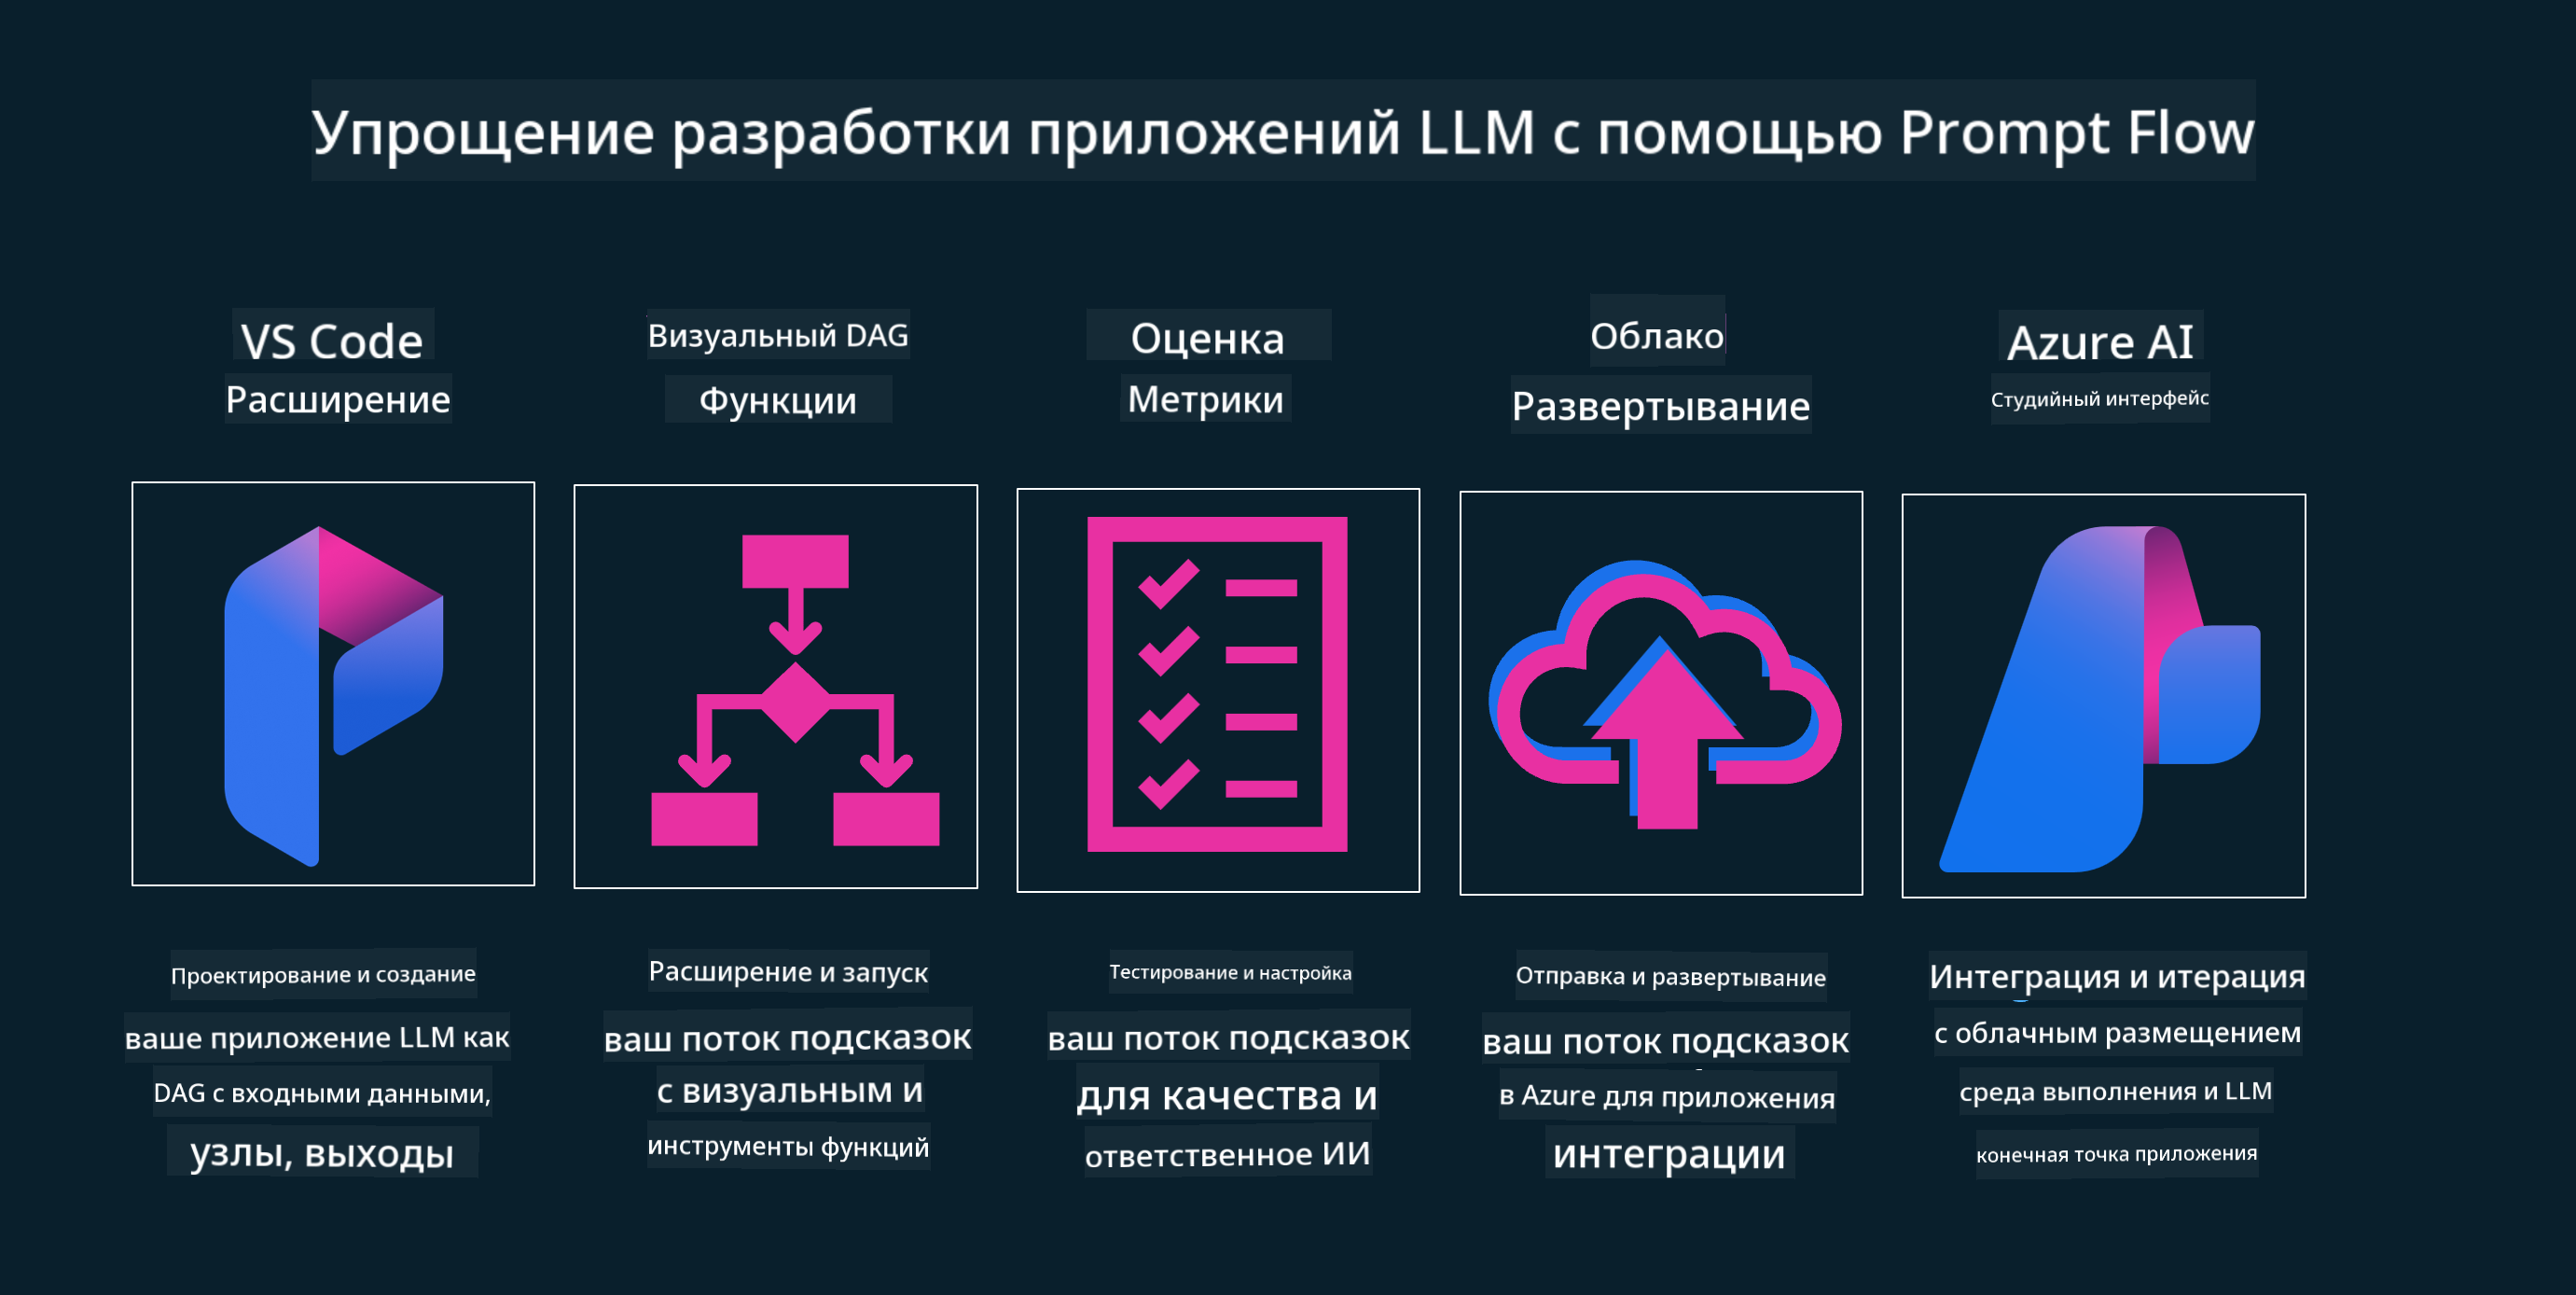 Упрощение разработки приложений LLM с помощью Prompt Flow
VS Code
Расширение
Визуальный DAG
Функции
Оценка
Метрики
Облако
Развертывание
Azure AI
Студийный интерфейс
Проектирование и создание
ваше приложение LLM как
DAG с входными данными,
узлы, выходы
Расширение и запуск
ваш поток подсказок
с визуальным и
инструменты функций
Тестирование и настройка
ваш поток подсказок
для качества и
ответственное ИИ
Отправка и развертывание
ваш поток подсказок
в Azure для приложения
интеграции
Интеграция и итерация
с облачным размещением
среда выполнения и LLM
конечная точка приложения